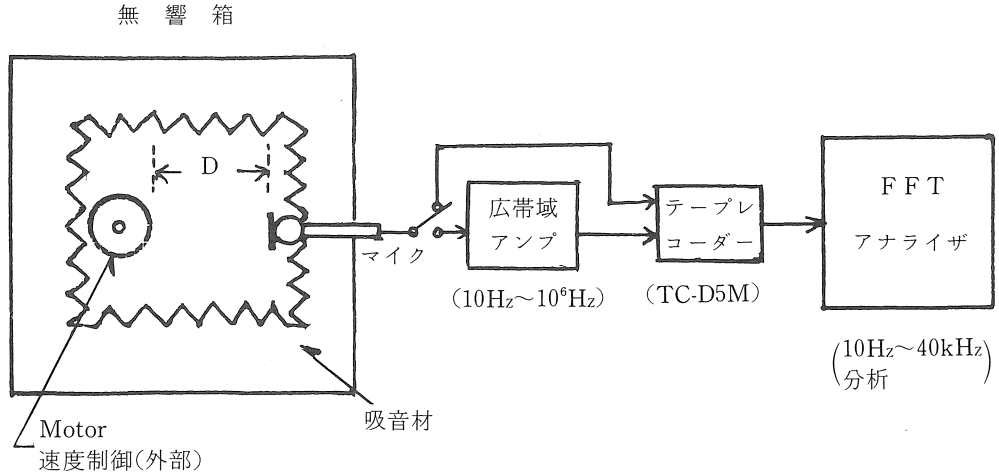 無響箱
D
マイク
広帯域
アンプ
(10Hz～10⁶Hz)
テープレ
コーダー
(TC-D5M)
FFT
アナライザ
(10Hz～40kHz)
分析
吸音材
Motor
速度制御(外部)